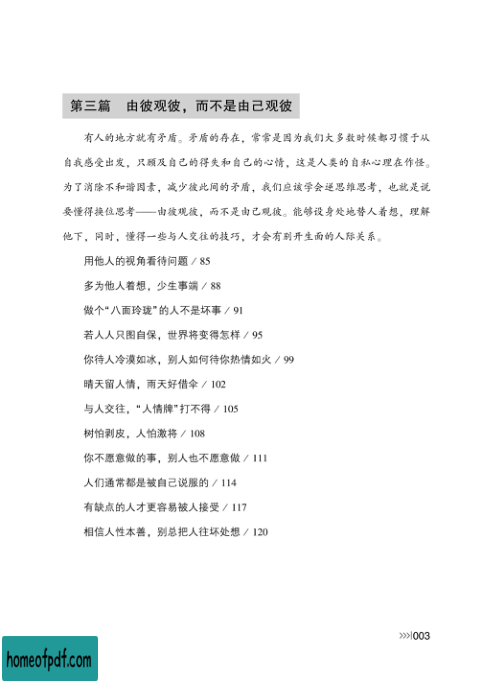 第三篇 由彼观彼，而不是由己观彼
有人的地方就有矛盾。矛盾的存在，常常是因为我们大多数时候都习惯于从
自我感受出发，只顾及自己的得失和自己的心情，这是人类的自私心理在作怪。
为了消除不和谐因素，减少彼此间的矛盾，我们应该学会逆思维思考，也就是说
要懂得换位思考——由彼观彼，而不是由己观彼。能够设身处地替人着想，理解
他下，同时，懂得一些与人交往的技巧，才会有别开生面的人际关系。
用他人的视角看待问题 / 85
多为他人着想，少生事端 / 88
做个“八面玲珑”的人不是坏事 / 91
若人人只图自保，世界将变得怎样 / 95
你待人冷漠如冰，别人如何待你热情如火 / 99
晴天留人情，雨天好借伞 / 102
与人交往，“人情牌”打不得 / 105
树怕剥皮，人怕激将 / 108
你不愿意做的事，别人也不愿意做 / 111
人们通常都是被自己说服的 / 114
有缺点的人才更容易被人接受 / 117
相信人性本善，别总把人往坏处想 / 120
>>>|003
homeofpdf.com